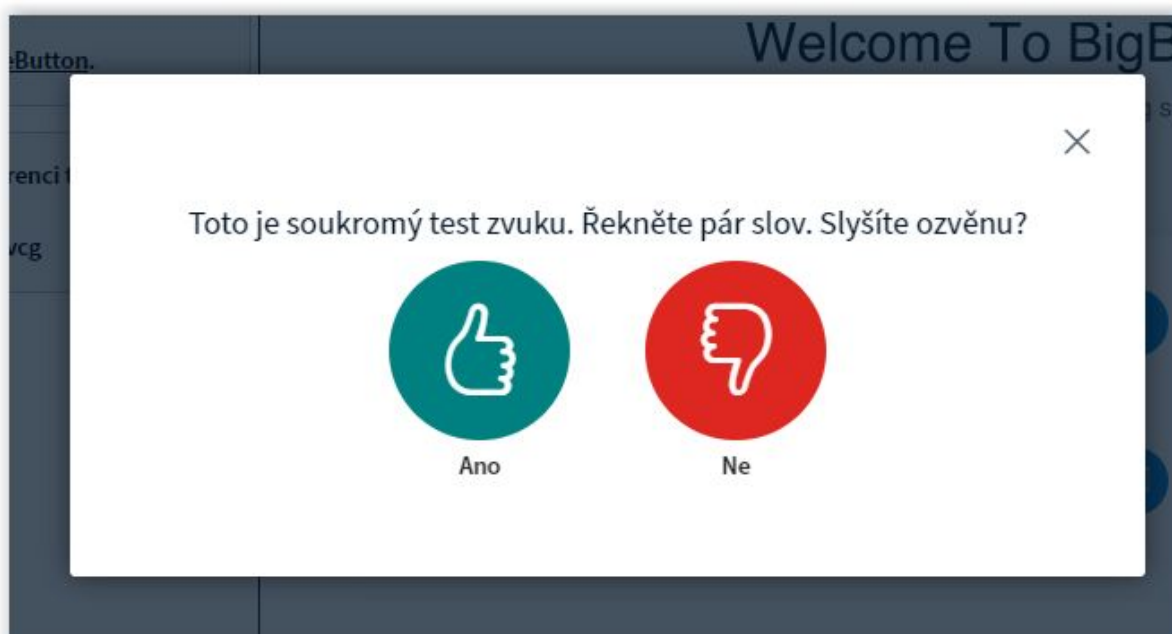 Welcome To BigB
eButton.
renci t
vcg
Toto je soukromý test zvuku. Řekněte pár slov. Slyšíte ozvěnu?
Ano
Ne